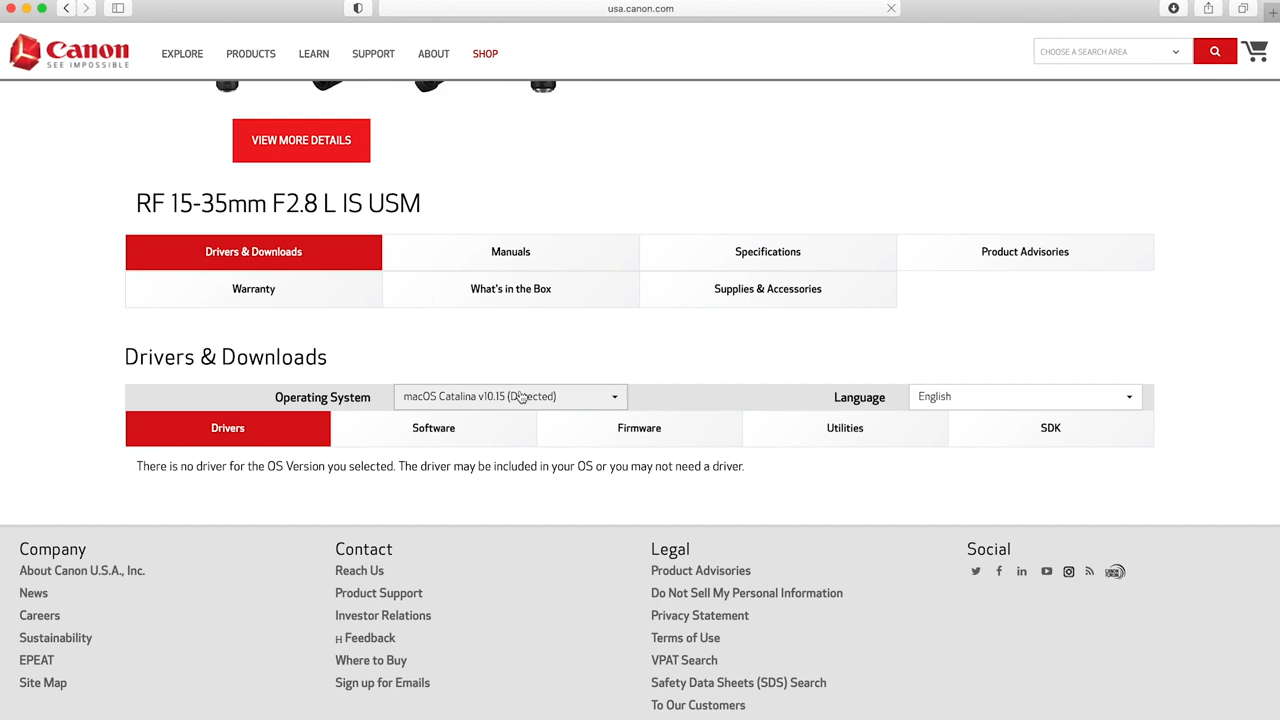 usa.canon.com
Canon
SEE IMPOSSIBLE
EXPLORE PRODUCTS LEARN SUPPORT ABOUT SHOP
CHOOSE A SEARCH AREA
VIEW MORE DETAILS
RF 15-35mm F2.8 L IS USM
Drivers & Downloads Manuals Specifications Product Advisories
Warranty What's in the Box Supplies & Accessories
Drivers & Downloads
Operating System macOS Catalina v10.15 (Detected) Language English
Drivers Software Firmware Utilities SDK
There is no driver for the OS Version you selected. The driver may be included in your OS or you may not need a driver.
Company Contact Legal Social
About Canon U.S.A., Inc. Reach Us Product Advisories
News Product Support Do Not Sell My Personal Information
Careers Investor Relations Privacy Statement
Sustainability H Feedback Terms of Use
EPEAT Where to Buy VPAT Search
Site Map Sign up for Emails Safety Data Sheets (SDS) Search
To Our Customers